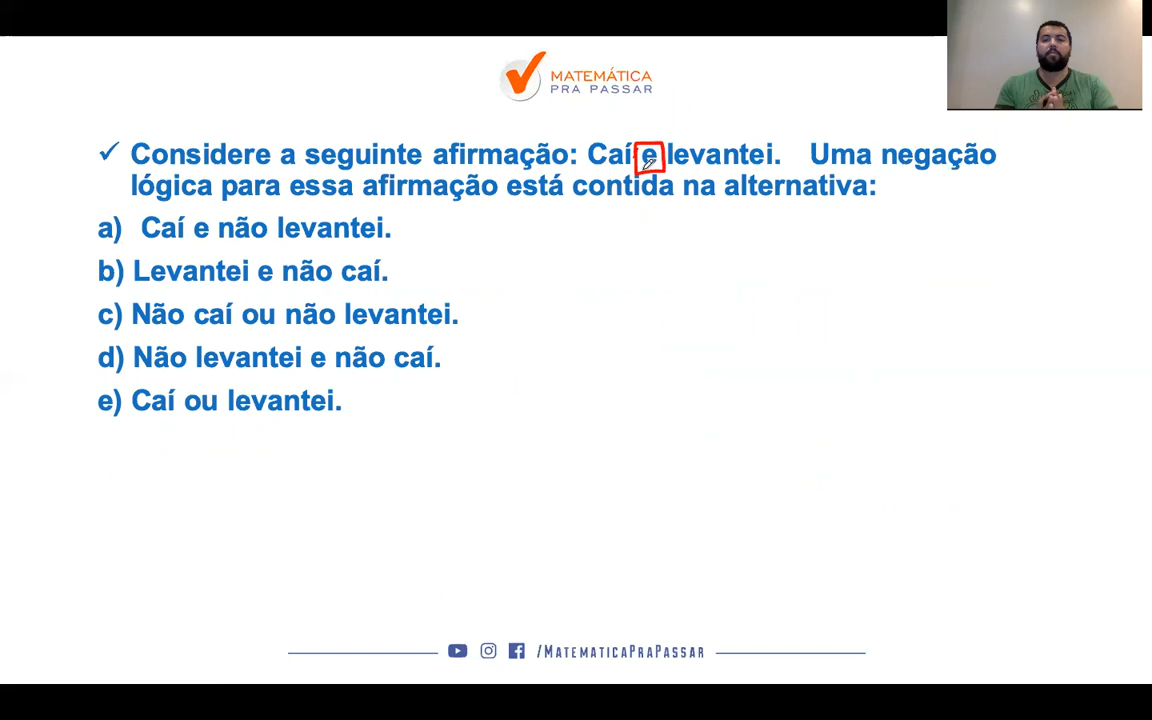 MATEMÁTICA
PRA PASSAR
✓ Considere a seguinte afirmação: Caí e levantei. Uma negação
lógica para essa afirmação está contida na alternativa:
a) Caí e não levantei.
b) Levantei e não caí.
c) Não caí ou não levantei.
d) Não levantei e não caí.
e) Caí ou levantei.
/MATEMATICAPRAPASSAR